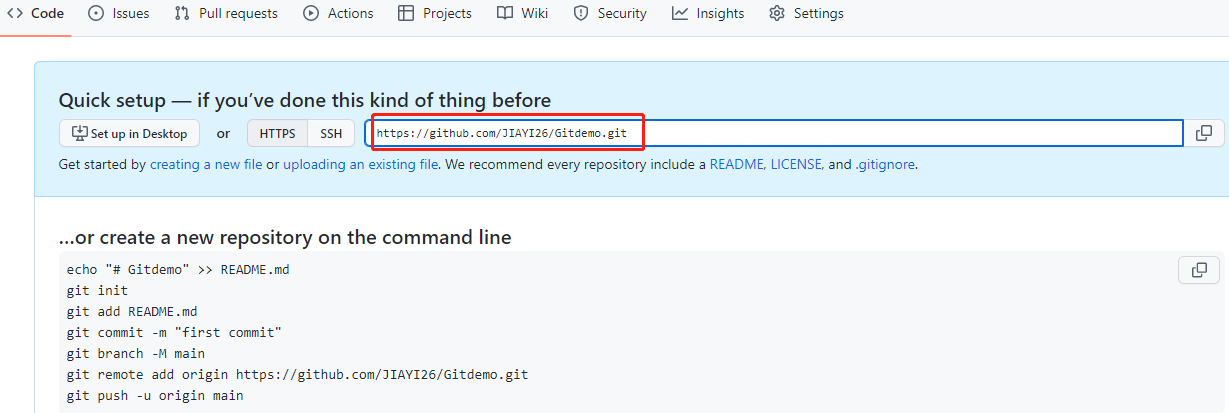 Code Issues Pull requests Actions Projects Wiki Security Insights Settings
Quick setup — if you’ve done this kind of thing before
Set up in Desktop or HTTPS SSH https://github.com/JIAYI26/Gitdemo.git
Get started by creating a new file or uploading an existing file. We recommend every repository include a README, LICENSE, and .gitignore.
...or create a new repository on the command line
echo "# Gitdemo" >> README.md
git init
git add README.md
git commit -m "first commit"
git branch -M main
git remote add origin https://github.com/JIAYI26/Gitdemo.git
git push -u origin main